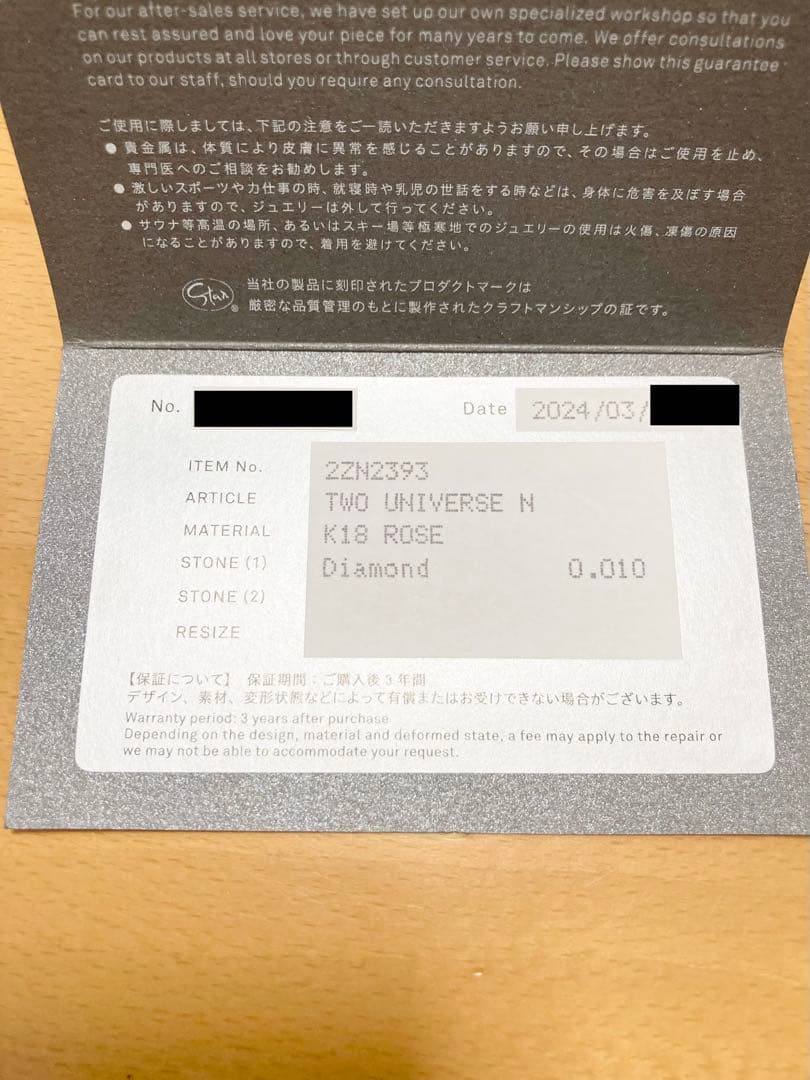 For our after-sales service, we have set up our own specialized workshop so that you
can rest assured and love your piece for many years to come. We offer consultations
on our products at all stores or through customer service. Please show this guarantee
card to our staff, should you require any consultation.
ご使用に際しましては、下記の注意をご一読いただきますようお願い申し上げます。
● 貴金属は、体質により皮膚に異常を感じることがありますので、その場合はご使用を止め、
専門医へのご相談をお勧めします。
● 激しいスポーツや力仕事の時、就寝時や乳児の世話をする時などは、身体に危害を及ぼす場合
がありますので、ジュエリーは外して行ってください。
● サウナ等高温の場所、あるいはスキー場等極寒地でのジュエリーの使用は火傷、凍傷の原因
になることがありますので、着用を避けてください。
Star ®
当社の製品に刻印されたプロダクトマークは
厳密な品質管理のもとに製作されたクラフトマンシップの証です。
No. Date 2024/03/
ITEM No. 2ZN2393
ARTICLE TWO UNIVERSE N
MATERIAL K18 ROSE
STONE (1) Diamond 0.010
STONE (2)
RESIZE
【保証について】 保証期間：ご購入後3年間
デザイン、素材、変形状態などによって有償またはお受けできない場合がございます。
Warranty period: 3 years after purchase
Depending on the design, material and deformed state, a fee may apply to the repair or
we may not be able to accommodate your request.